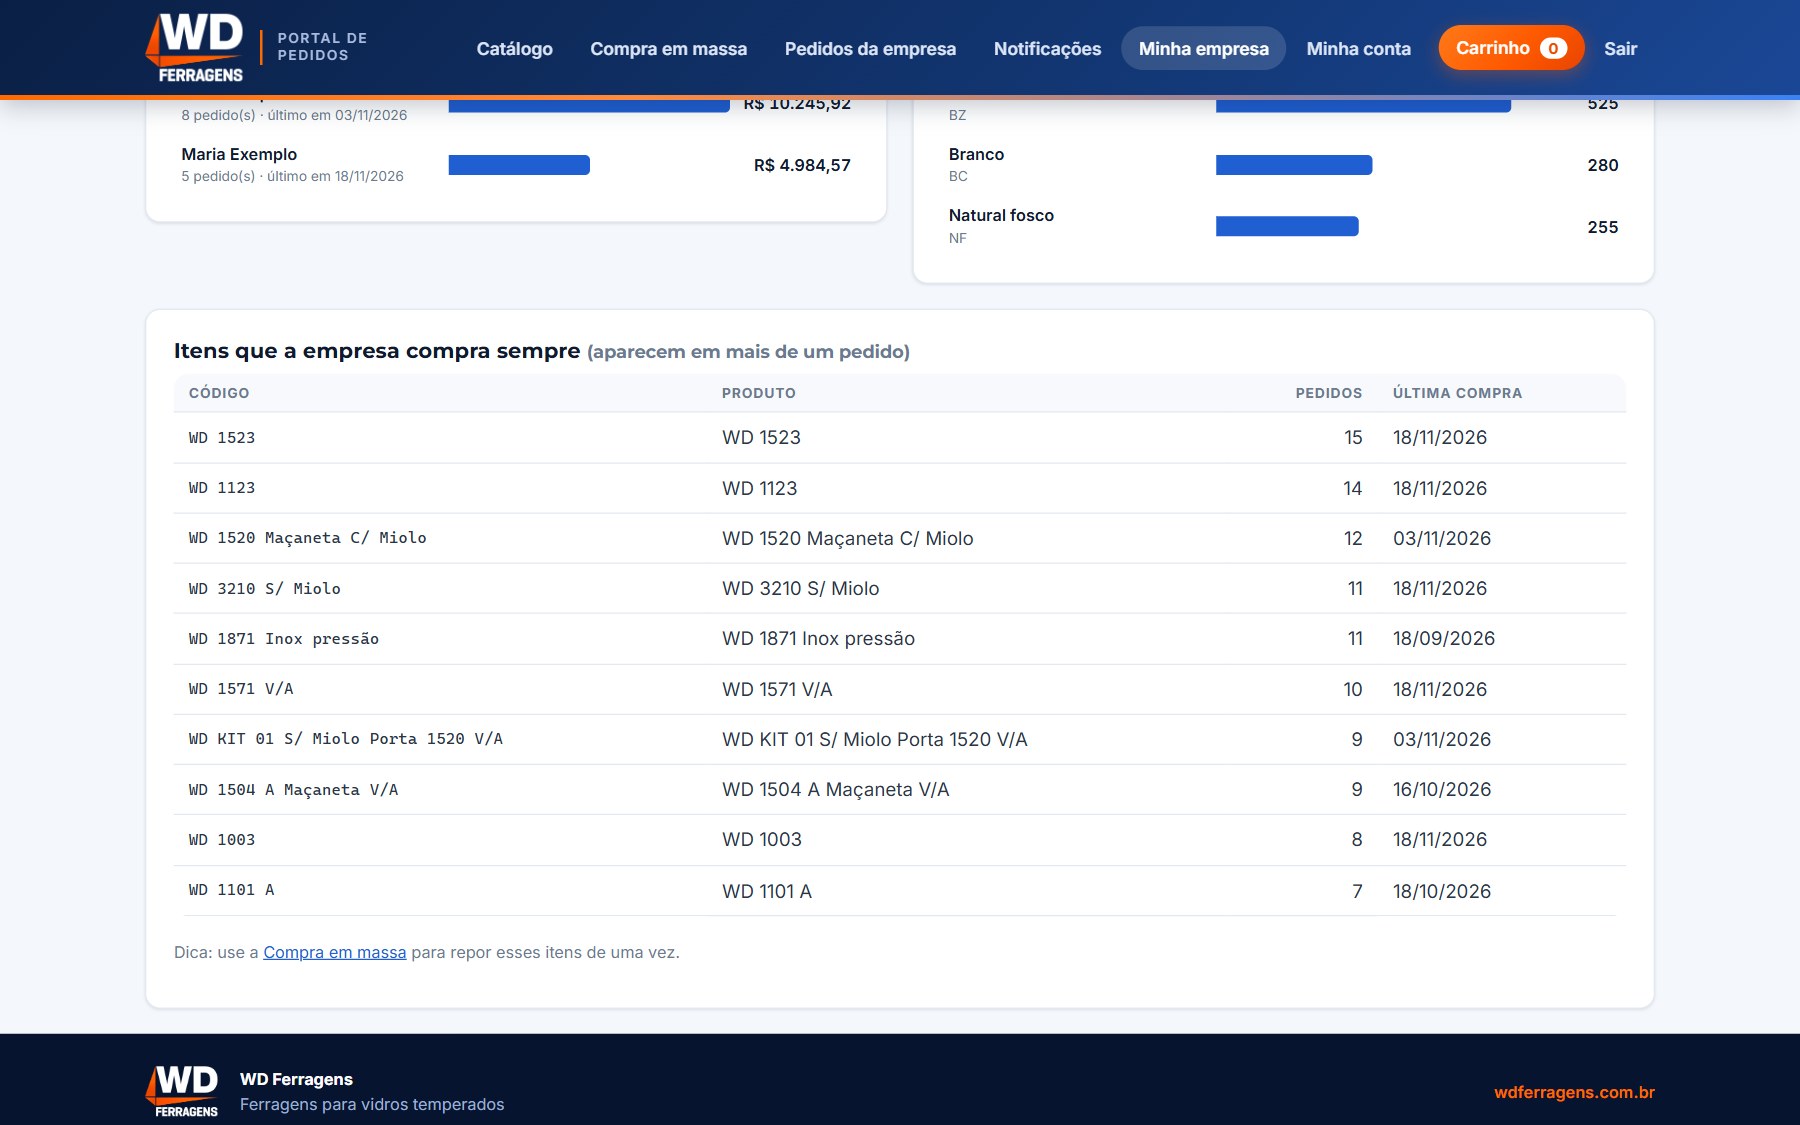 WD
FERRAGENS
PORTAL DE
PEDIDOS
Catálogo
Compra em massa
Pedidos da empresa
Notificações
Minha empresa
Minha conta
Carrinho 0
Sair
R$ 10.245,92
8 pedido(s) · último em 03/11/2026
Maria Exemplo
5 pedido(s) · último em 18/11/2026
R$ 4.984,57
525
BZ
Branco
BC
280
Natural fosco
NF
255
Itens que a empresa compra sempre (aparecem em mais de um pedido)
CÓDIGO PRODUTO PEDIDOS ÚLTIMA COMPRA
WD 1523 WD 1523 15 18/11/2026
WD 1123 WD 1123 14 18/11/2026
WD 1520 Maçaneta C/ Miolo WD 1520 Maçaneta C/ Miolo 12 03/11/2026
WD 3210 S/ Miolo WD 3210 S/ Miolo 11 18/11/2026
WD 1871 Inox pressão WD 1871 Inox pressão 11 18/09/2026
WD 1571 V/A WD 1571 V/A 10 18/11/2026
WD KIT 01 S/ Miolo Porta 1520 V/A WD KIT 01 S/ Miolo Porta 1520 V/A 9 03/11/2026
WD 1504 A Maçaneta V/A WD 1504 A Maçaneta V/A 9 16/10/2026
WD 1003 WD 1003 8 18/11/2026
WD 1101 A WD 1101 A 7 18/10/2026
Dica: use a Compra em massa para repor esses itens de uma vez.
WD
FERRAGENS
WD Ferragens
Ferragens para vidros temperados
wdferragens.com.br